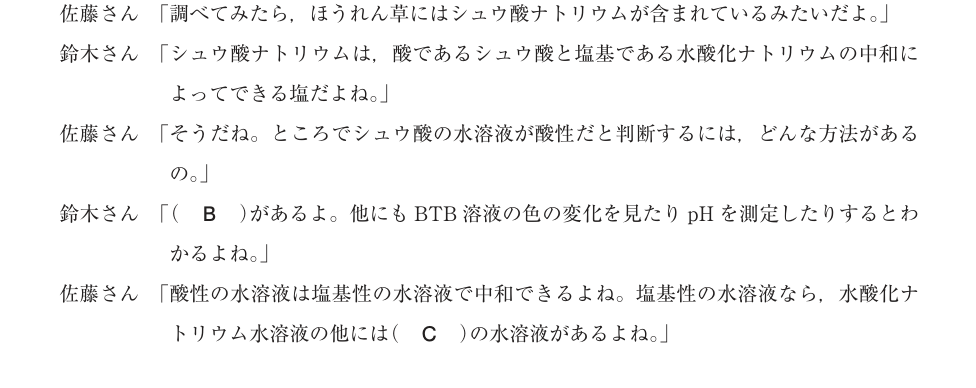 佐藤さん 「調べてみたら，ほうれん草にはシュウ酸ナトリウムが含まれているみたいだよ。」
鈴木さん 「シュウ酸ナトリウムは，酸であるシュウ酸と塩基である水酸化ナトリウムの中和に
よってできる塩だよね。」
佐藤さん 「そうだね。ところでシュウ酸の水溶液が酸性だと判断するには，どんな方法がある
の。」
鈴木さん 「( B )があるよ。他にも BTB 溶液の色の変化を見たり pH を測定したりするとわ
かるよね。」
佐藤さん 「酸性の水溶液は塩基性の水溶液で中和できるよね。塩基性の水溶液なら，水酸化ナ
トリウム水溶液の他には( C )の水溶液があるよね。」